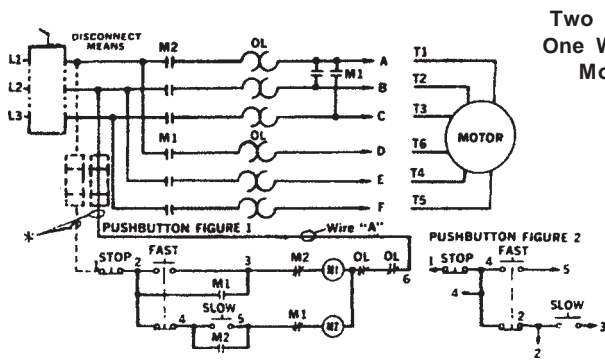 Two
One W
Mo
DISCONNECT
MEANS
M2
OL
L1
A
T1
M1
L2
B
T2
L3
C
T3
M1
OL
MOTOR
D
T6
E
T4
F
T5
*
PUSHBUTTON FIGURE 1
Wire "A"
PUSHBUTTON FIGURE 2
1 STOP 2 FAST 3 M2 M1 OL OL 6
M1
4 SLOW 5 M1 M2
M2
1 STOP 4 FAST 5
4
2 SLOW 3
2